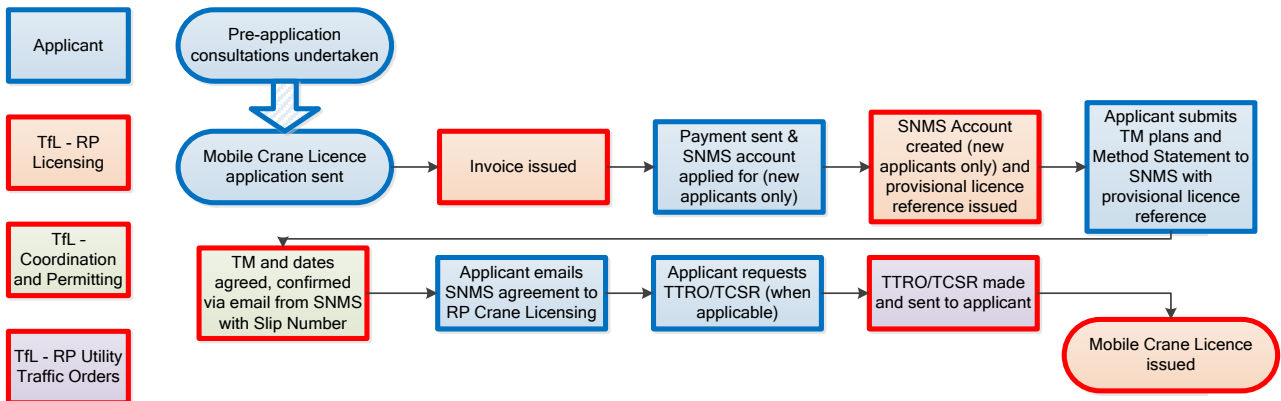 Applicant
TfL - RP
Licensing
TfL -
Coordination
and Permitting
TfL - RP Utility
Traffic Orders
Pre-application
consultations undertaken
Mobile Crane Licence
application sent
Invoice issued
Payment sent &
SNMS account
applied for (new
applicants only)
SNMS Account
created (new
applicants only) and
provisional licence
reference issued
Applicant submits
TM plans and
Method Statement to
SNMS with
provisional licence
reference
TM and dates
agreed, confirmed
via email from SNMS
with Slip Number
Applicant emails
SNMS agreement to
RP Crane Licensing
Applicant requests
TTRO/TCSR (when
applicable)
TTRO/TCSR made
and sent to applicant
Mobile Crane Licence
issued